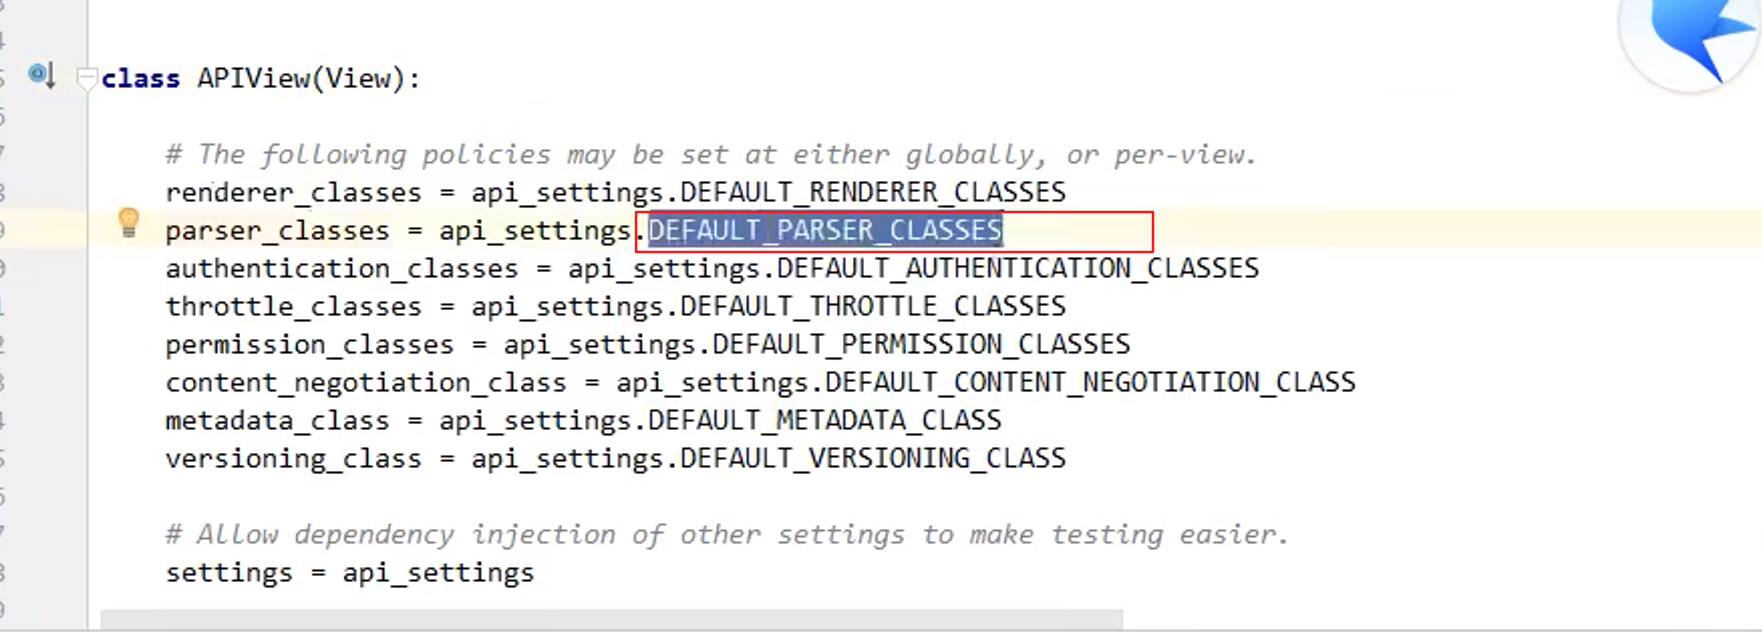 class APIView(View):
# The following policies may be set at either globally, or per-view.
renderer_classes = api_settings.DEFAULT_RENDERER_CLASSES
parser_classes = api_settings.DEFAULT_PARSER_CLASSES
authentication_classes = api_settings.DEFAULT_AUTHENTICATION_CLASSES
throttle_classes = api_settings.DEFAULT_THROTTLE_CLASSES
permission_classes = api_settings.DEFAULT_PERMISSION_CLASSES
content_negotiation_class = api_settings.DEFAULT_CONTENT_NEGOTIATION_CLASS
metadata_class = api_settings.DEFAULT_METADATA_CLASS
versioning_class = api_settings.DEFAULT_VERSIONING_CLASS
# Allow dependency injection of other settings to make testing easier.
settings = api_settings